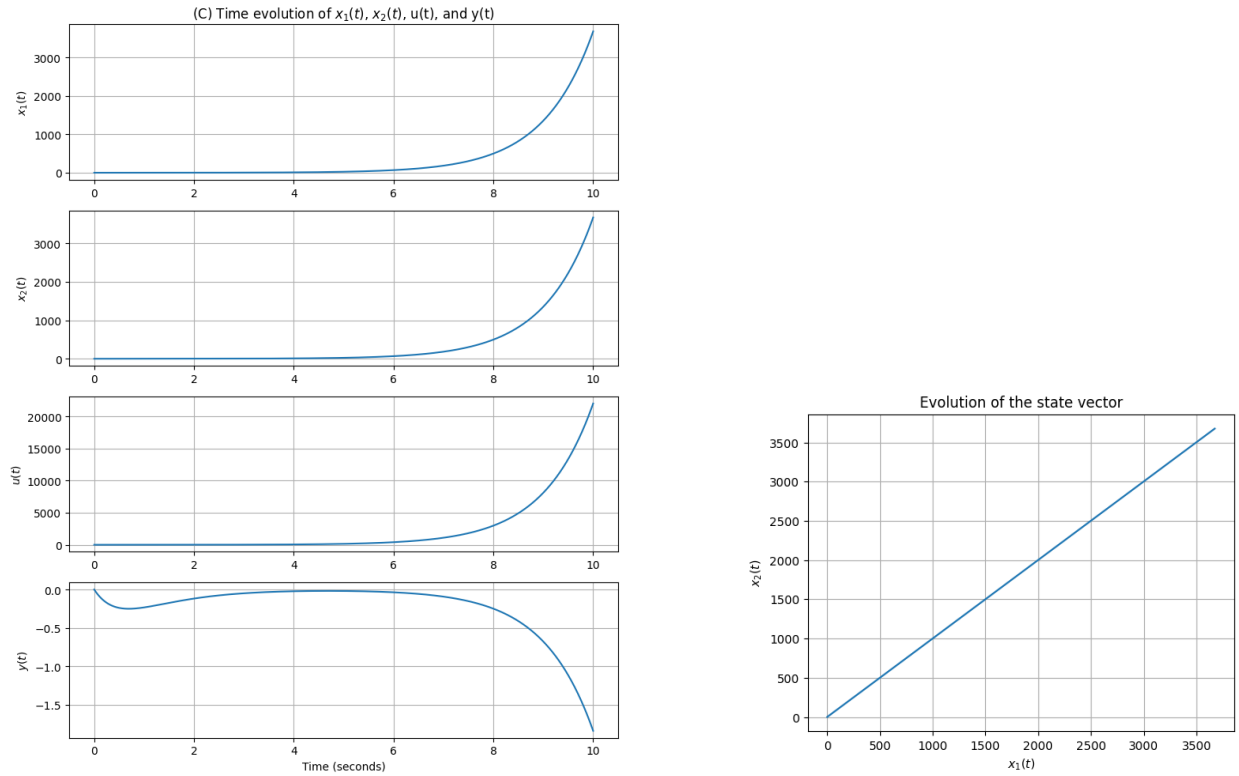 (C) Time evolution of x₁(t), x₂(t), u(t), and y(t)
x₁(t)
3000
2000
1000
0
0 2 4 6 8 10
x₂(t)
3000
2000
1000
0
0 2 4 6 8 10
u(t)
20000
15000
10000
5000
0
0 2 4 6 8 10
y(t)
0.0
−0.5
−1.0
−1.5
0 2 4 6 8 10
Time (seconds)
Evolution of the state vector
x₂(t)
3500
3000
2500
2000
1500
1000
500
0
0 500 1000 1500 2000 2500 3000 3500
x₁(t)